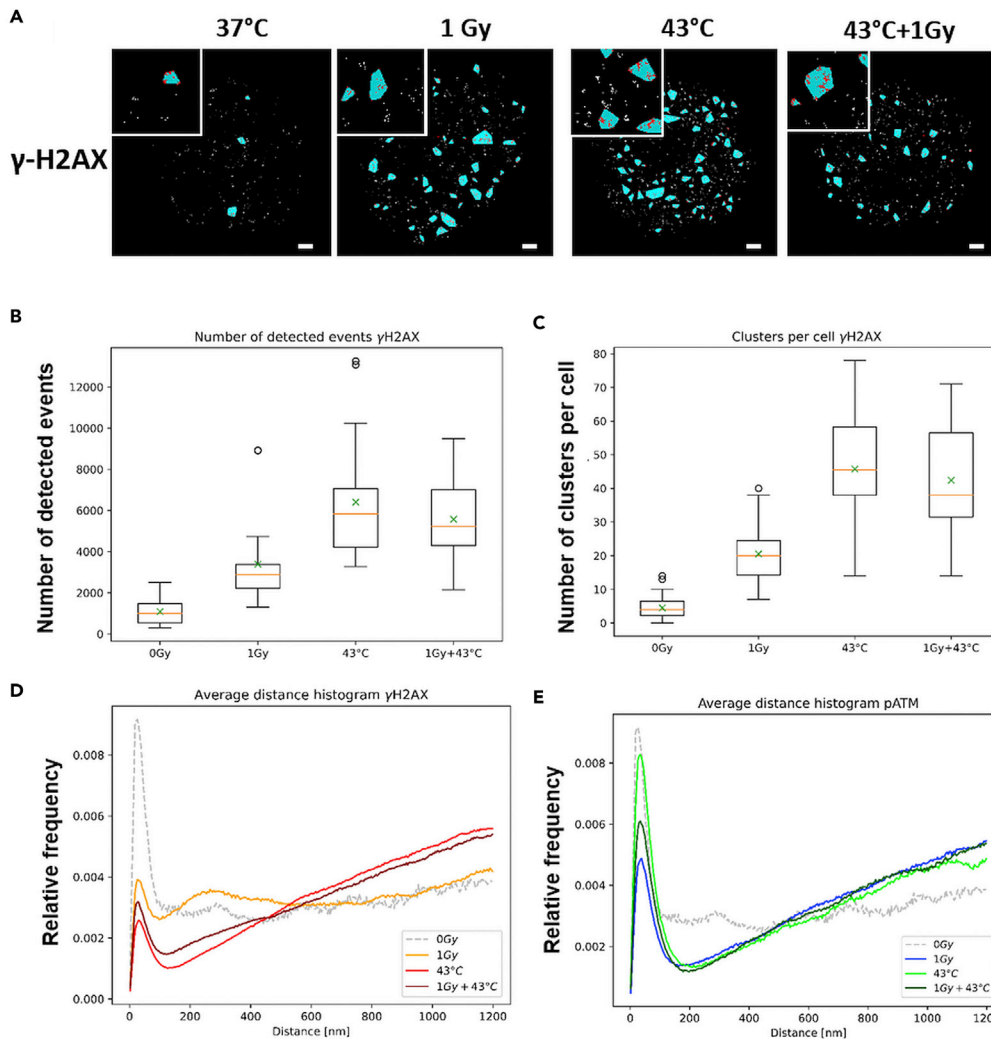 A
37°C
1 Gy
43°C
43°C+1Gy
γ-H2AX
B
Number of detected events γH2AX
Number of detected events
12000
10000
8000
6000
4000
2000
0
0Gy
1Gy
43°C
1Gy+43°C
C
Clusters per cell γH2AX
Number of clusters per cell
80
70
60
50
40
30
20
10
0
0Gy
1Gy
43°C
1Gy+43°C
D
Average distance histogram γH2AX
Relative frequency
0.008
0.006
0.004
0.002
0.000
0
200
400
600
800
1000
1200
Distance [nm]
0Gy
1Gy
43°C
1Gy + 43°C
E
Average distance histogram pATM
Relative frequency
0.008
0.006
0.004
0.002
0
200
400
600
800
1000
1200
Distance [nm]
0Gy
1Gy
43°C
1Gy + 43°C